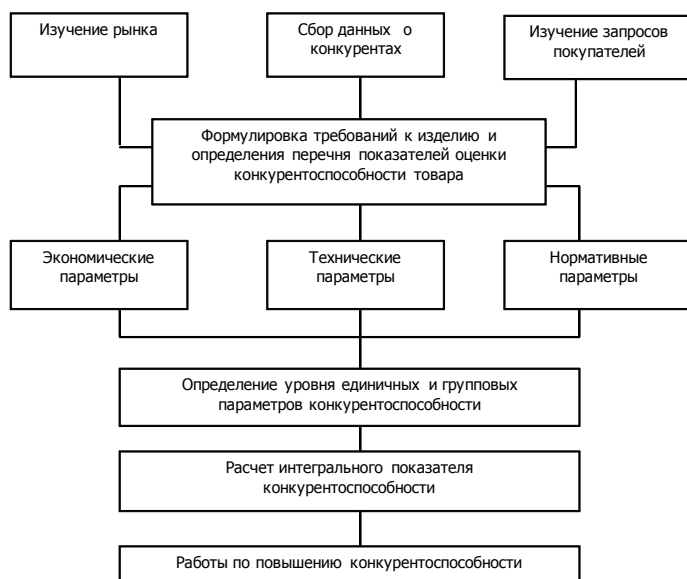 Изучение рынка
Сбор данных о
конкурентах
Изучение запросов
покупателей
Формулировка требований к изделию и
определения перечня показателей оценки
конкурентоспособности товара
Экономические
параметры
Технические
параметры
Нормативные
параметры
Определение уровня единичных и групповых
параметров конкурентоспособности
Расчет интегрального показателя
конкурентоспособности
Работы по повышению конкурентоспособности